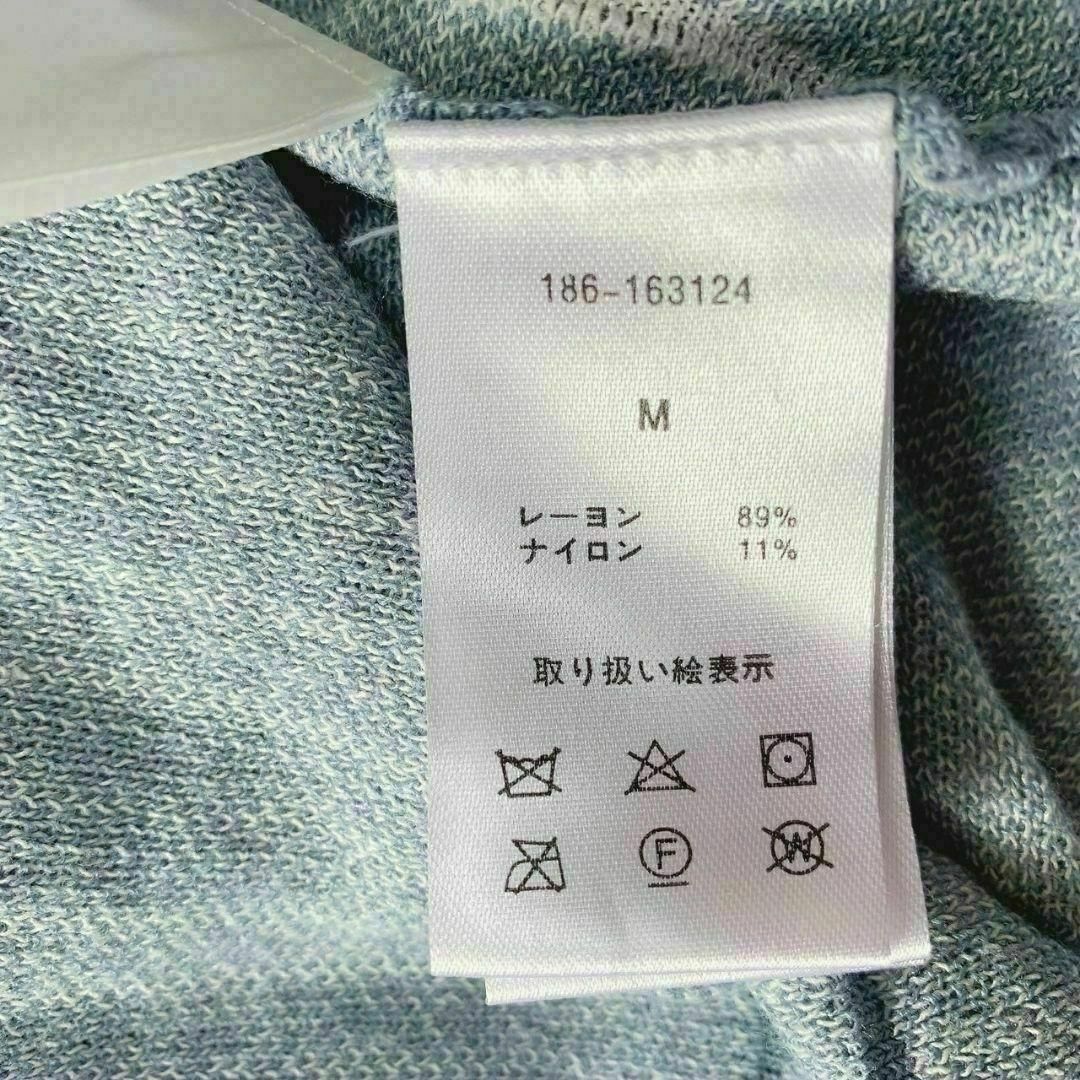 186-163124
M
レーヨン 89%
ナイロン 11%
取り扱い絵表示
F W